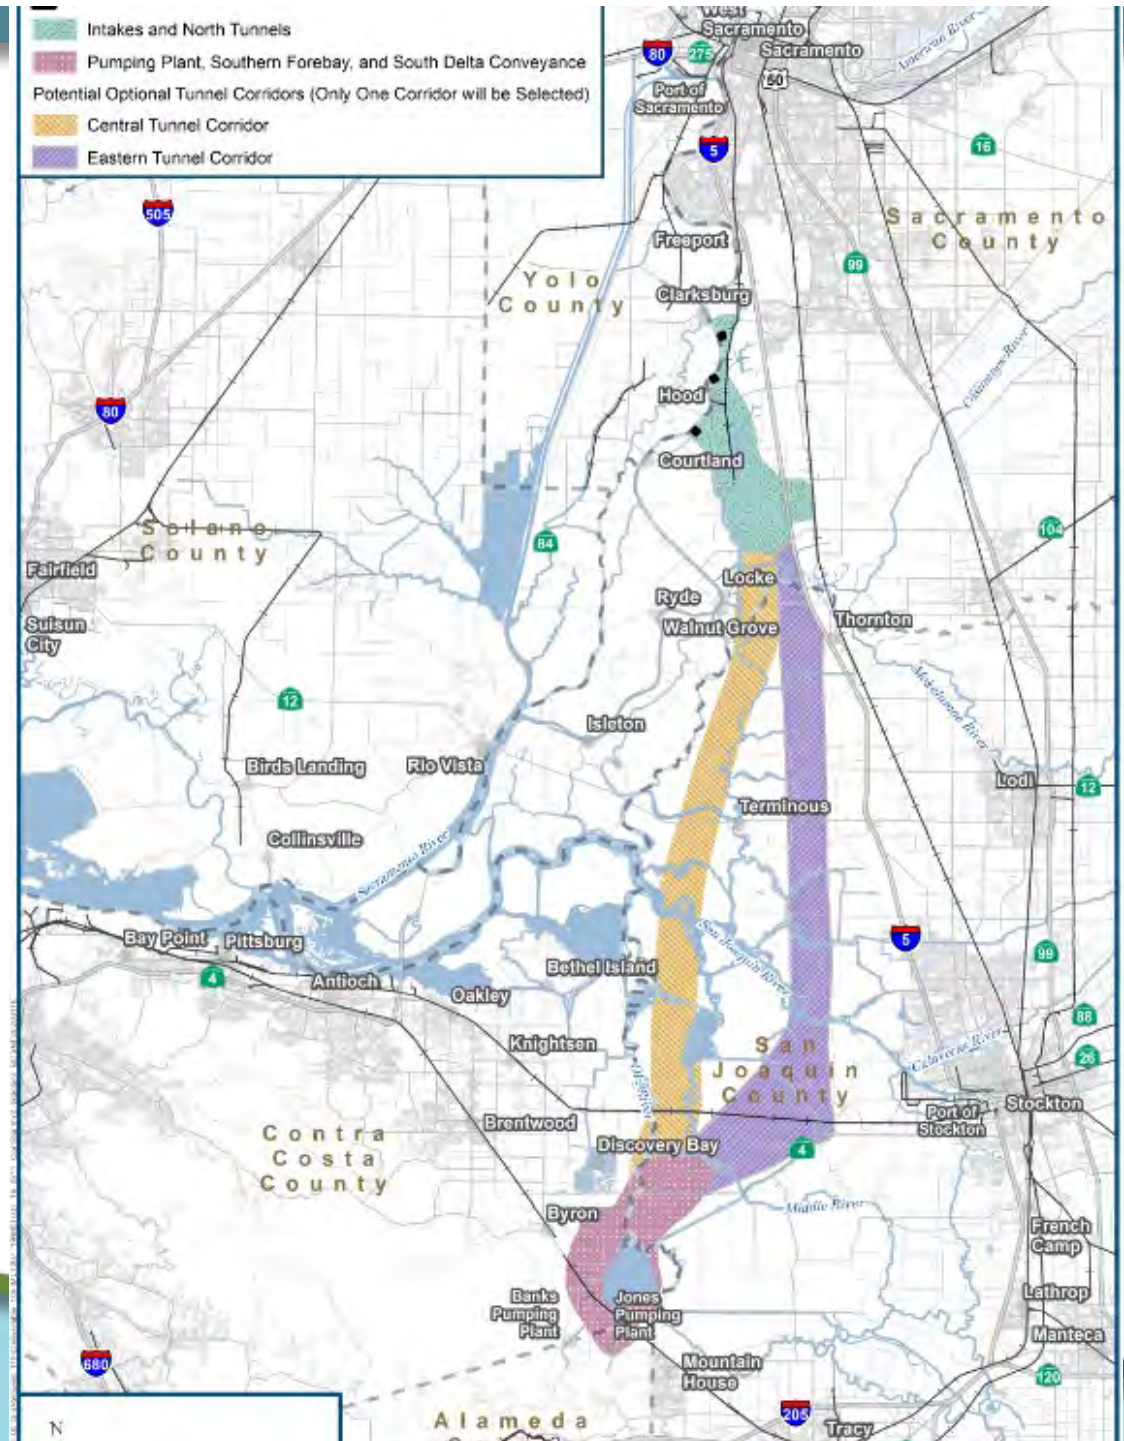 Intakes and North Tunnels
Pumping Plant, Southern Forebay, and South Delta Conveyance
Potential Optional Tunnel Corridors (Only One Corridor will be Selected)
Central Tunnel Corridor
Eastern Tunnel Corridor
West
Sacramento
Sacramento
American River
80
275
50
Port of
Sacramento
5
16
505
Sacramento
County
Freeport
99
Yolo
County
Clarksburg
Cosumnes River
80
Hood
Courtland
Solano
County
84
104
Fairfield
Locke
Ryde
Suisun
City
Walnut Grove
Thornton
Mokelumne River
12
Isleton
Birds Landing
Rio Vista
Lodi
12
Terminous
Collinsville
Sacramento River
Bay Point
Pittsburg
5
San Joaquin River
99
4
Antioch
Bethel Island
Oakley
88
Knightsen
San
Joaquin
County
Calaveras River
26
Old River
Brentwood
Port of
Stockton
Stockton
Contra
Costa
County
Discovery Bay
4
Byron
Middle River
French
Camp
Banks
Pumping
Plant
Jones
Pumping
Plant
Lathrop
Manteca
680
Mountain
House
120
205
Tracy
Alameda
N